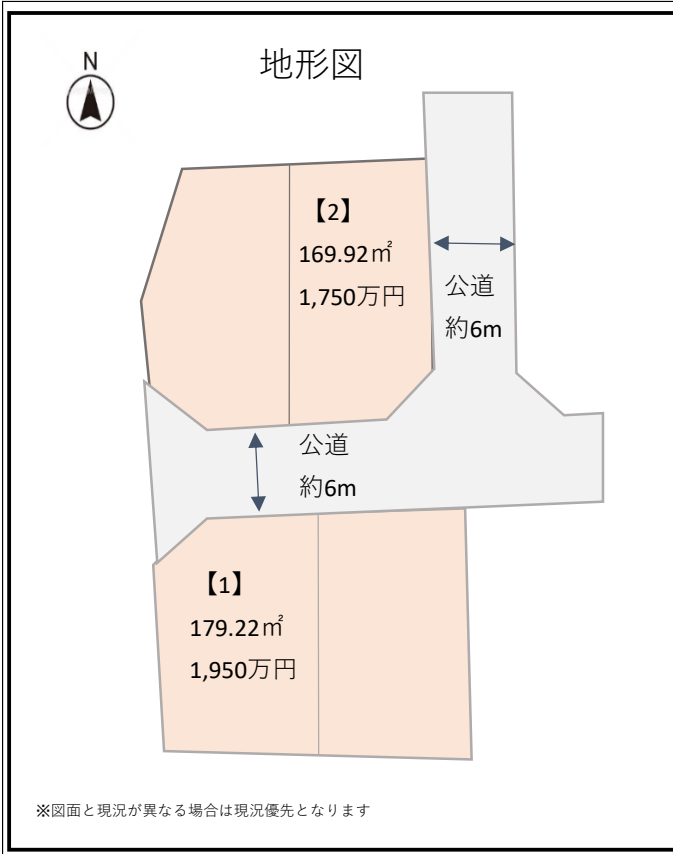 地形図
N
【2】
169.92㎡
1,750万円
公道
約6m
公道
約6m
【1】
179.22㎡
1,950万円
※図面と現況が異なる場合は現況優先となります